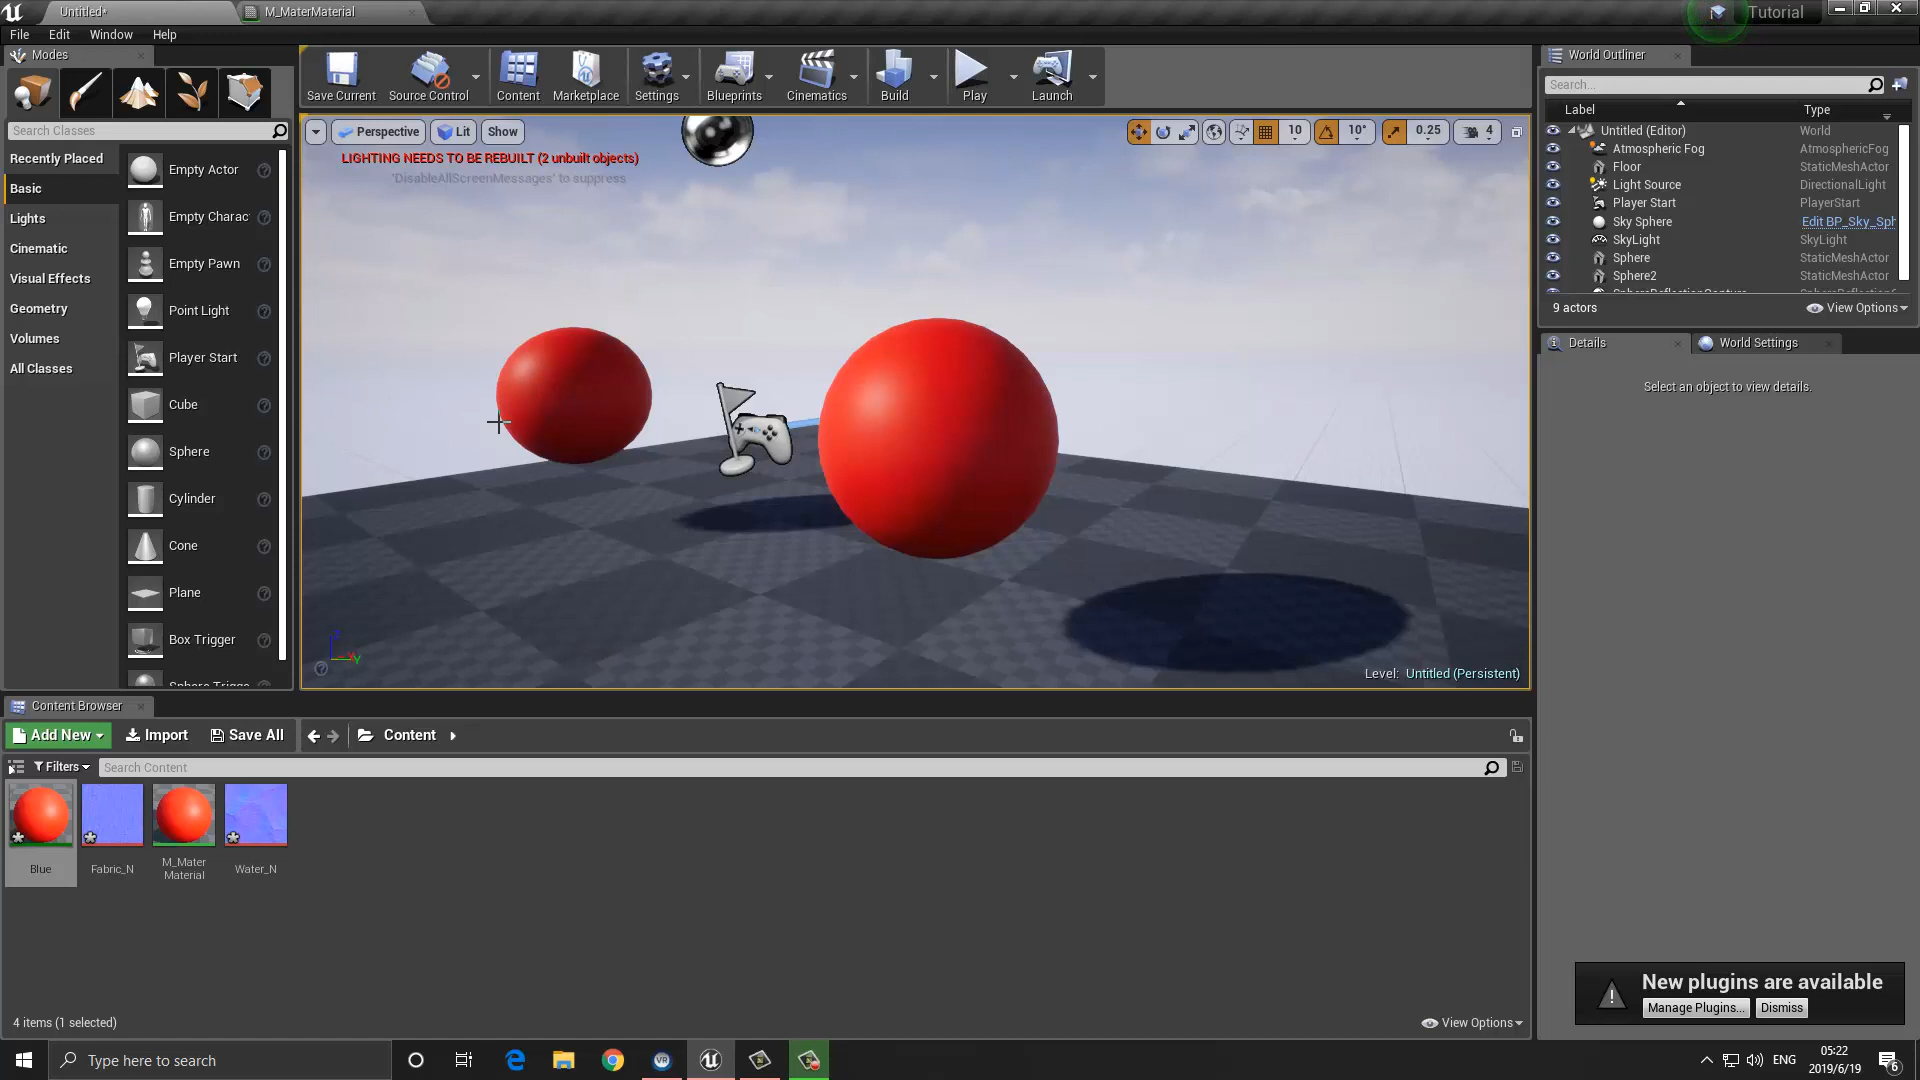 Untitled*
M_MaterMaterial
Tutorial
File Edit Window Help
Modes
Save Current
Source Control
Content
Marketplace
Settings
Blueprints
Cinematics
Build
Play
Launch
World Outliner
Search...
Label Type
Search Classes
Perspective Lit Show
10 10° 0.25 4
LIGHTING NEEDS TO BE REBUILT (2 unbuilt objects)
'DisableAllScreenMessages' to suppress
Recently Placed
Basic
Lights
Cinematic
Visual Effects
Geometry
Volumes
All Classes
Empty Actor
Empty Charac
Empty Pawn
Point Light
Player Start
Cube
Sphere
Cylinder
Cone
Plane
Box Trigger
Untitled (Editor) World
Atmospheric Fog AtmosphericFog
Floor StaticMeshActor
Light Source DirectionalLight
Player Start PlayerStart
Sky Sphere Edit BP_Sky_Sph
SkyLight SkyLight
Sphere StaticMeshActor
Sphere2 StaticMeshActor
9 actors View Options
Details World Settings
Select an object to view details.
Level: Untitled (Persistent)
Content Browser
Add New Import Save All Content
Filters Search Content
Blue
Fabric_N
M_Mater
Material
Water_N
4 items (1 selected) View Options
New plugins are available
Manage Plugins... Dismiss
Type here to search
ENG
05:22
2019/6/19
6